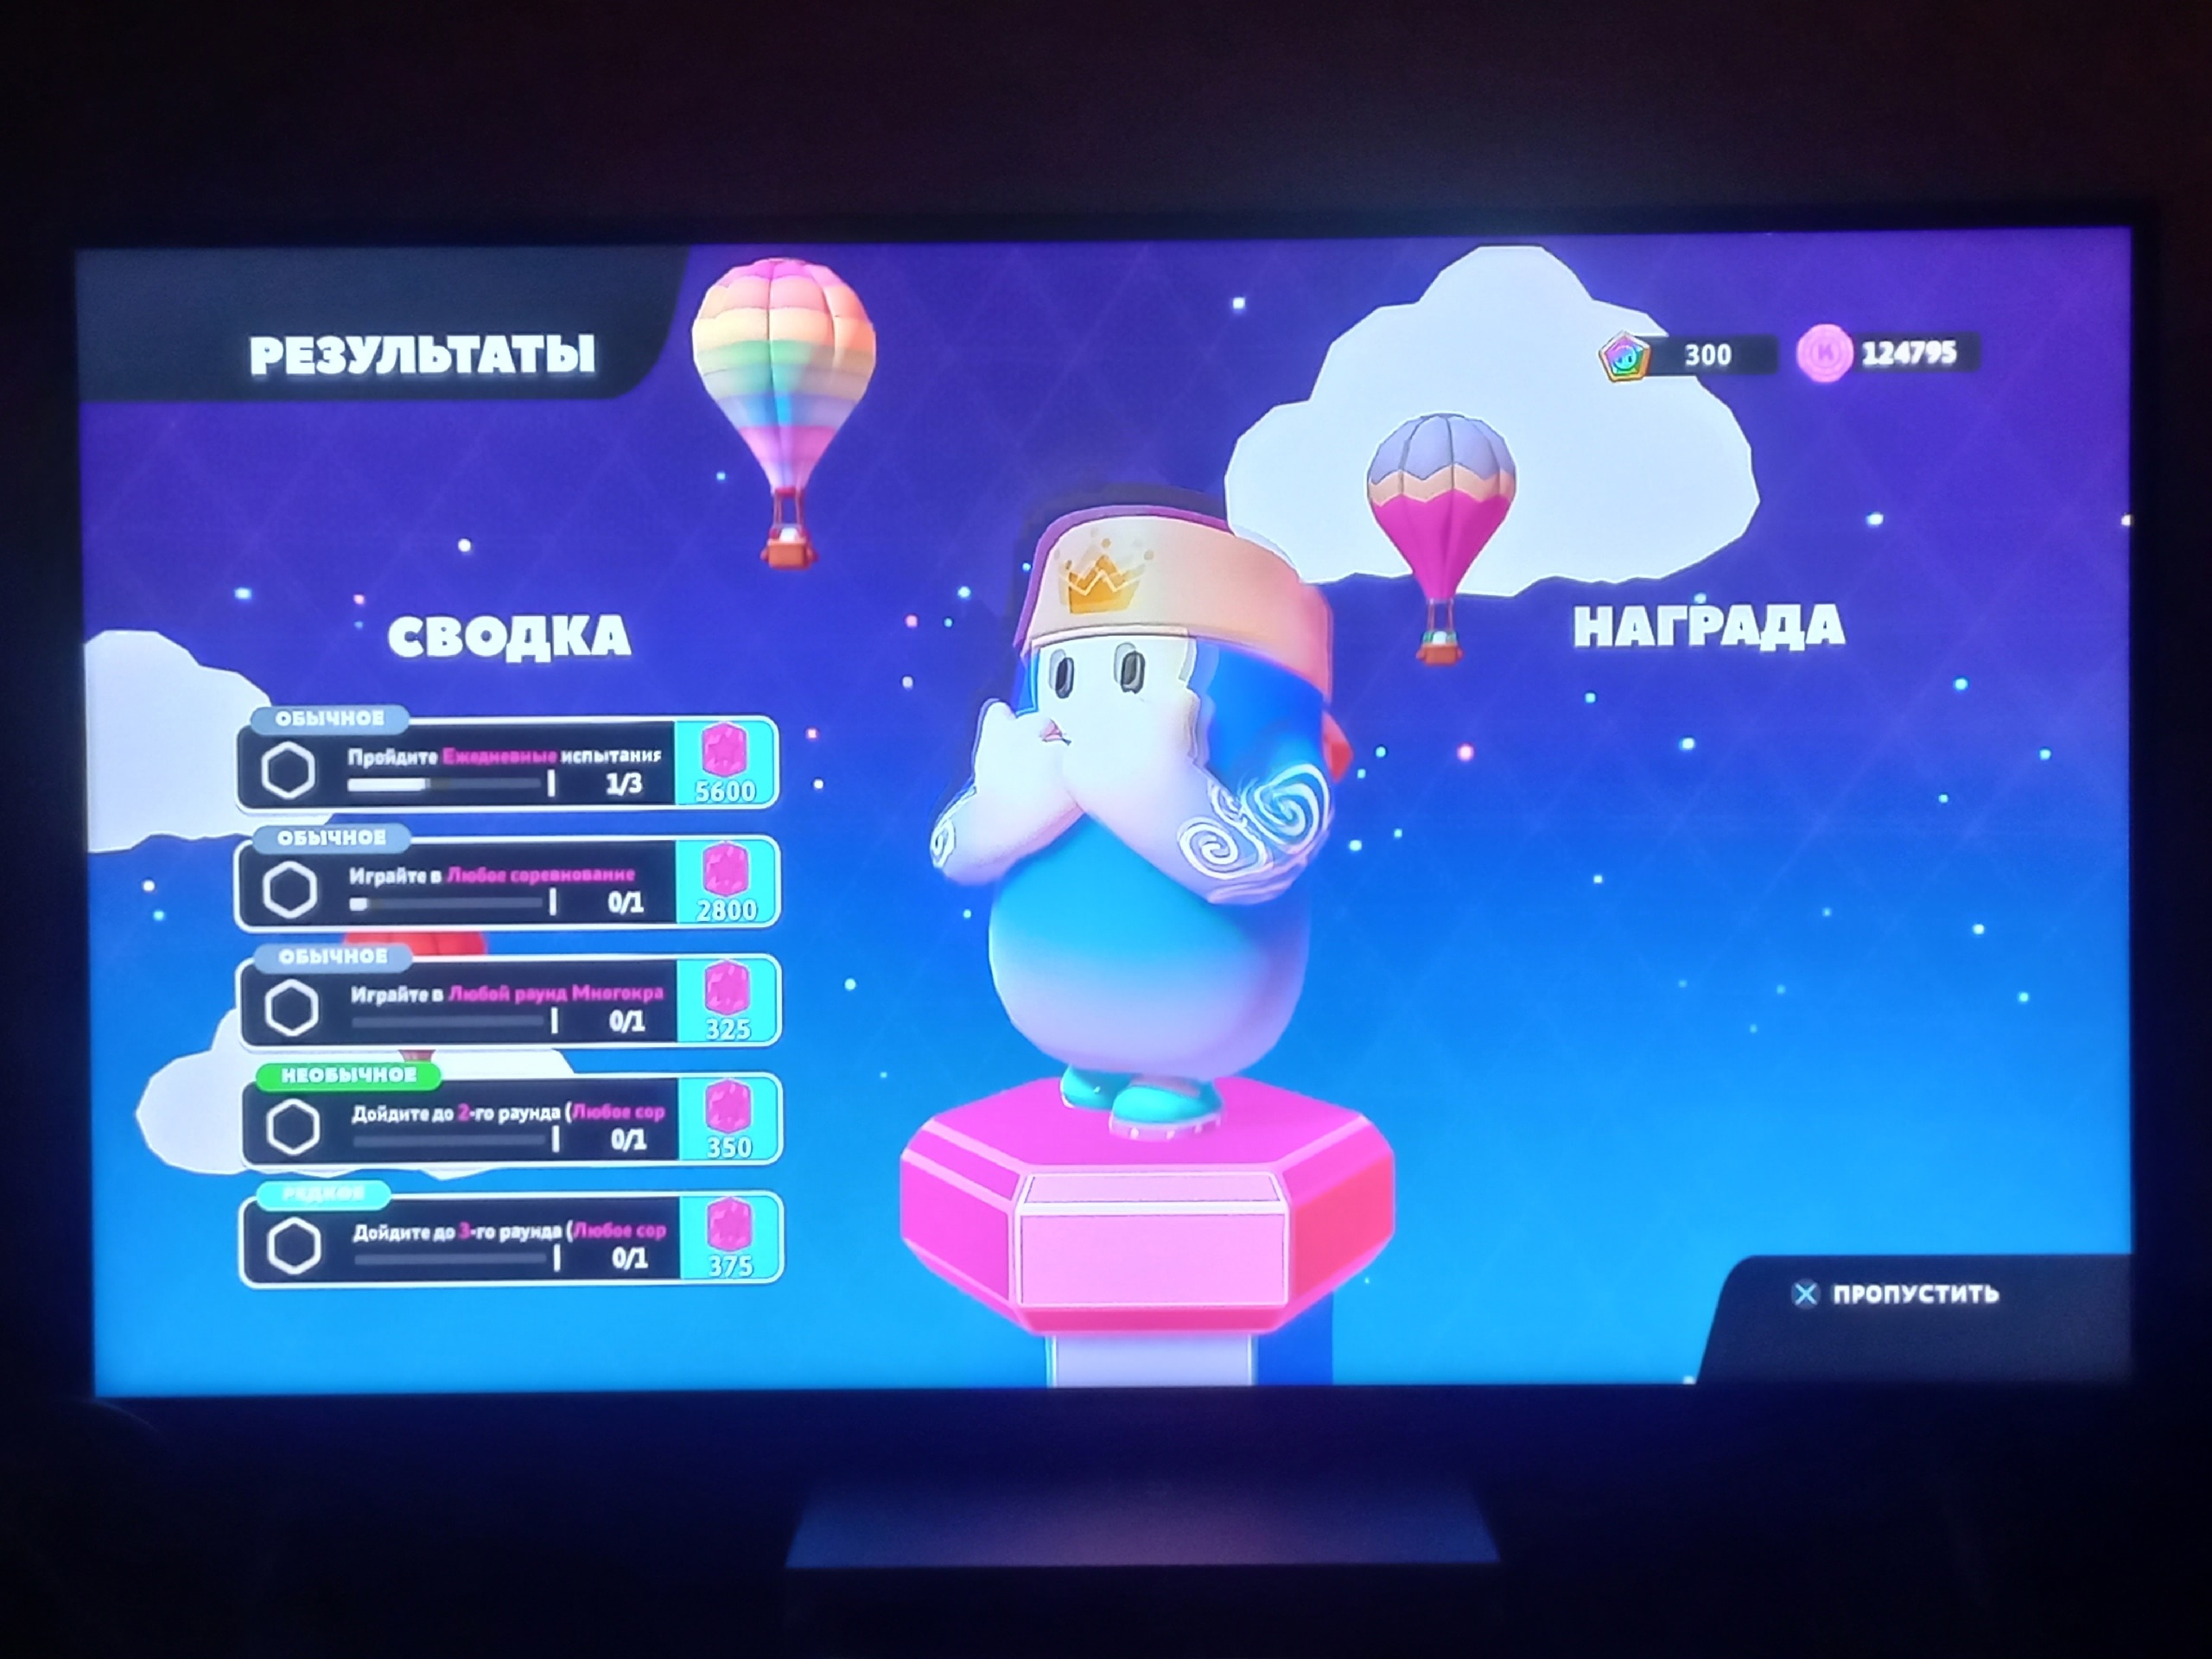 РЕЗУЛЬТАТЫ
300
124795
СВОДКА
НАГРАДА
ОБЫЧНОЕ
Пройдите Ежедневные испытания
1/3
5600
ОБЫЧНОЕ
Играйте в Любое соревнование
0/1
2800
ОБЫЧНОЕ
Играйте в Любой раунд Многокра
0/1
325
НЕОБЫЧНОЕ
Дойдите до 2-го раунда (Любое сор
0/1
350
РЕДКОЕ
Дойдите до 3-го раунда (Любое сор
0/1
375
ПРОПУСТИТЬ